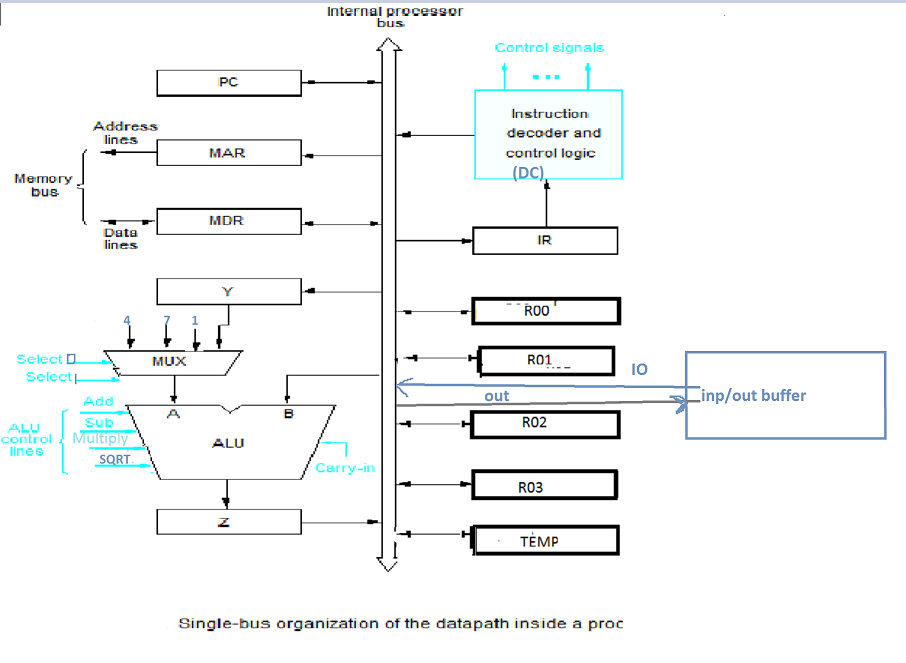 Internal processor
bus
Control signals
PC
Instruction
decoder and
control logic
(DC)
Address
lines
MAR
Memory
bus
MDR
Data
lines
IR
Y
R00
4 7 1
MUX
Select
Select
R01
IO
out
inp/out buffer
Add
Sub
Multiply
SQRT
ALU
control
lines
A B
ALU
Carry-in
R02
R03
Z
TEMP
Single-bus organization of the datapath inside a proc